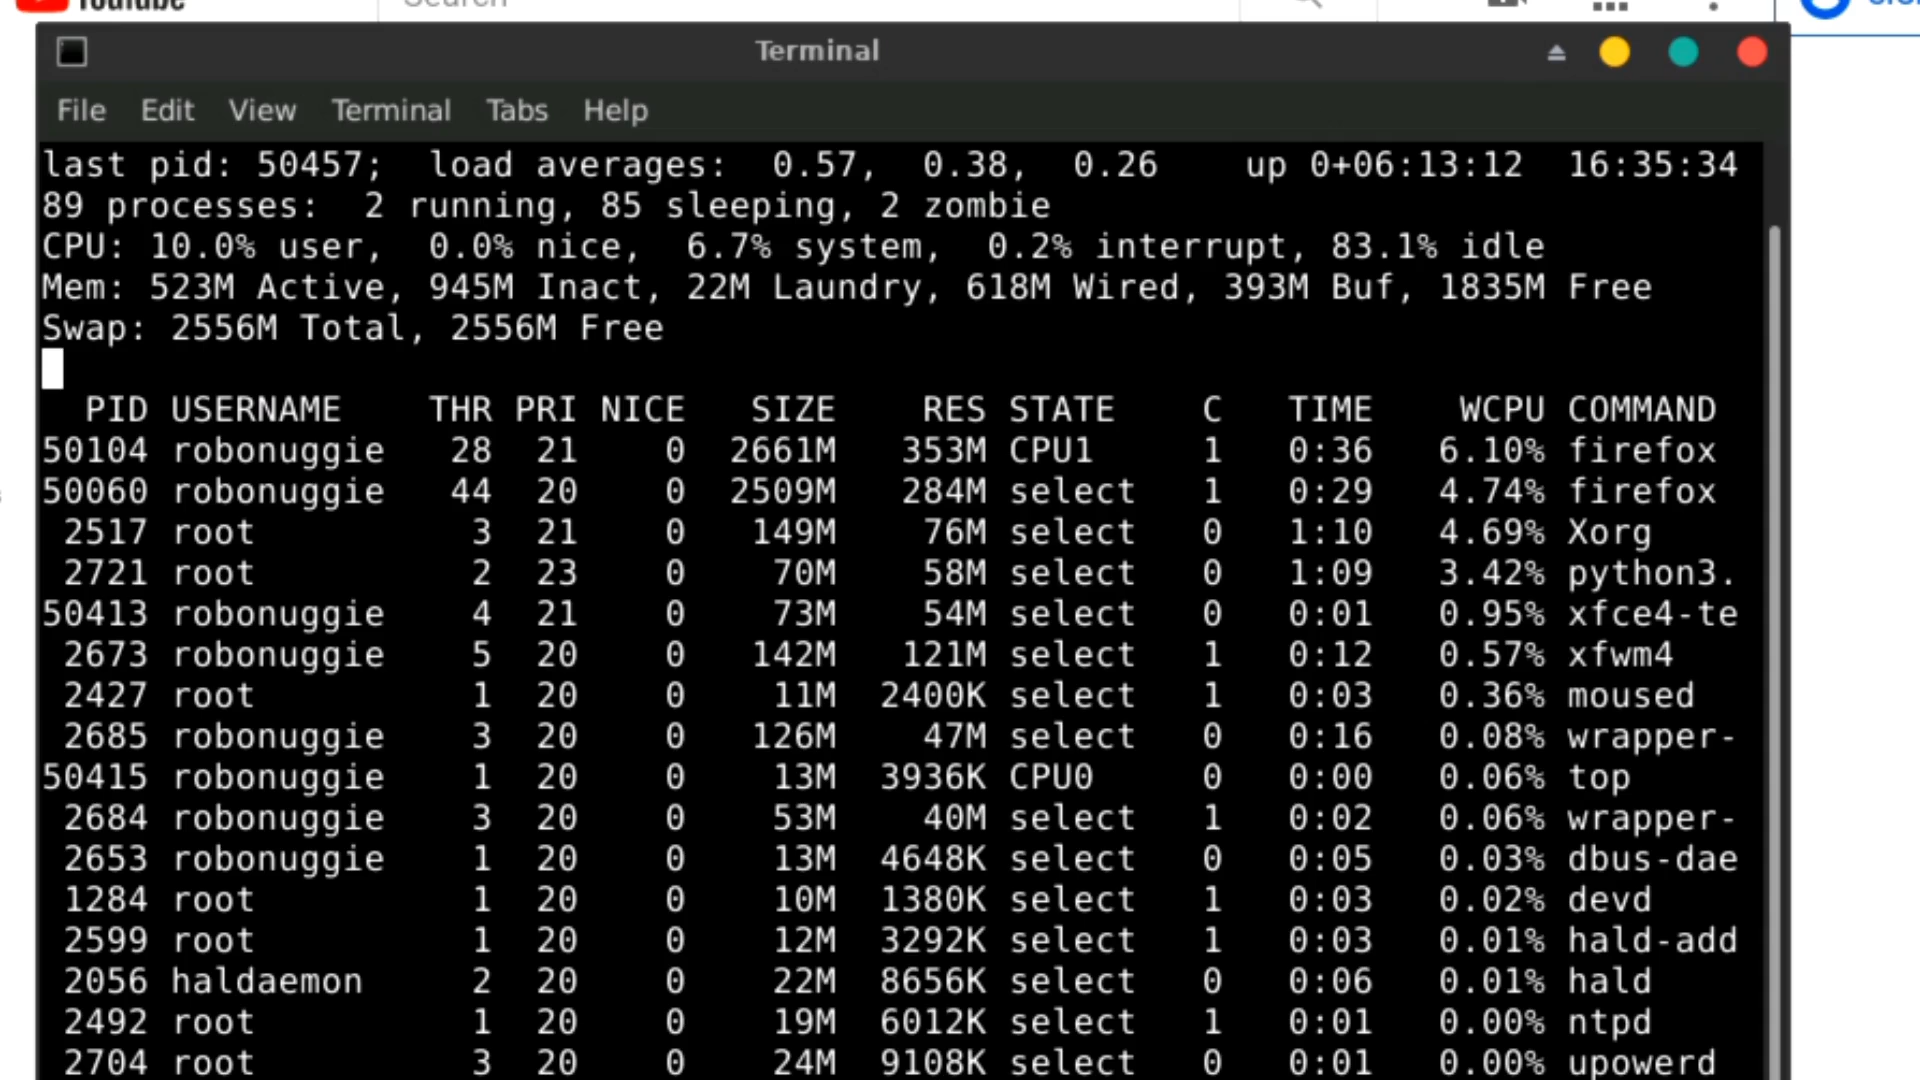 YouTube
Search
Terminal
File Edit View Terminal Tabs Help
last pid: 50457;  load averages:  0.57,  0.38,  0.26    up 0+06:13:12  16:35:34
89 processes:  2 running, 85 sleeping, 2 zombie
CPU: 10.0% user,  0.0% nice,  6.7% system,  0.2% interrupt, 83.1% idle
Mem: 523M Active, 945M Inact, 22M Laundry, 618M Wired, 393M Buf, 1835M Free
Swap: 2556M Total, 2556M Free
PID USERNAME THR PRI NICE SIZE RES STATE C TIME WCPU COMMAND
50104 robonuggie 28 21 0 2661M 353M CPU1 1 0:36 6.10% firefox
50060 robonuggie 44 20 0 2509M 284M select 1 0:29 4.74% firefox
2517 root 3 21 0 149M 76M select 0 1:10 4.69% Xorg
2721 root 2 23 0 70M 58M select 0 1:09 3.42% python3.
50413 robonuggie 4 21 0 73M 54M select 0 0:01 0.95% xfce4-te
2673 robonuggie 5 20 0 142M 121M select 1 0:12 0.57% xfwm4
2427 root 1 20 0 11M 2400K select 1 0:03 0.36% moused
2685 robonuggie 3 20 0 126M 47M select 0 0:16 0.08% wrapper-
50415 robonuggie 1 20 0 13M 3936K CPU0 0 0:00 0.06% top
2684 robonuggie 3 20 0 53M 40M select 1 0:02 0.06% wrapper-
2653 robonuggie 1 20 0 13M 4648K select 0 0:05 0.03% dbus-dae
1284 root 1 20 0 10M 1380K select 1 0:03 0.02% devd
2599 root 1 20 0 12M 3292K select 1 0:03 0.01% hald-add
2056 haldaemon 2 20 0 22M 8656K select 0 0:06 0.01% hald
2492 root 1 20 0 19M 6012K select 1 0:01 0.00% ntpd
2704 root 3 20 0 24M 9108K select 0 0:01 0.00% upowerd